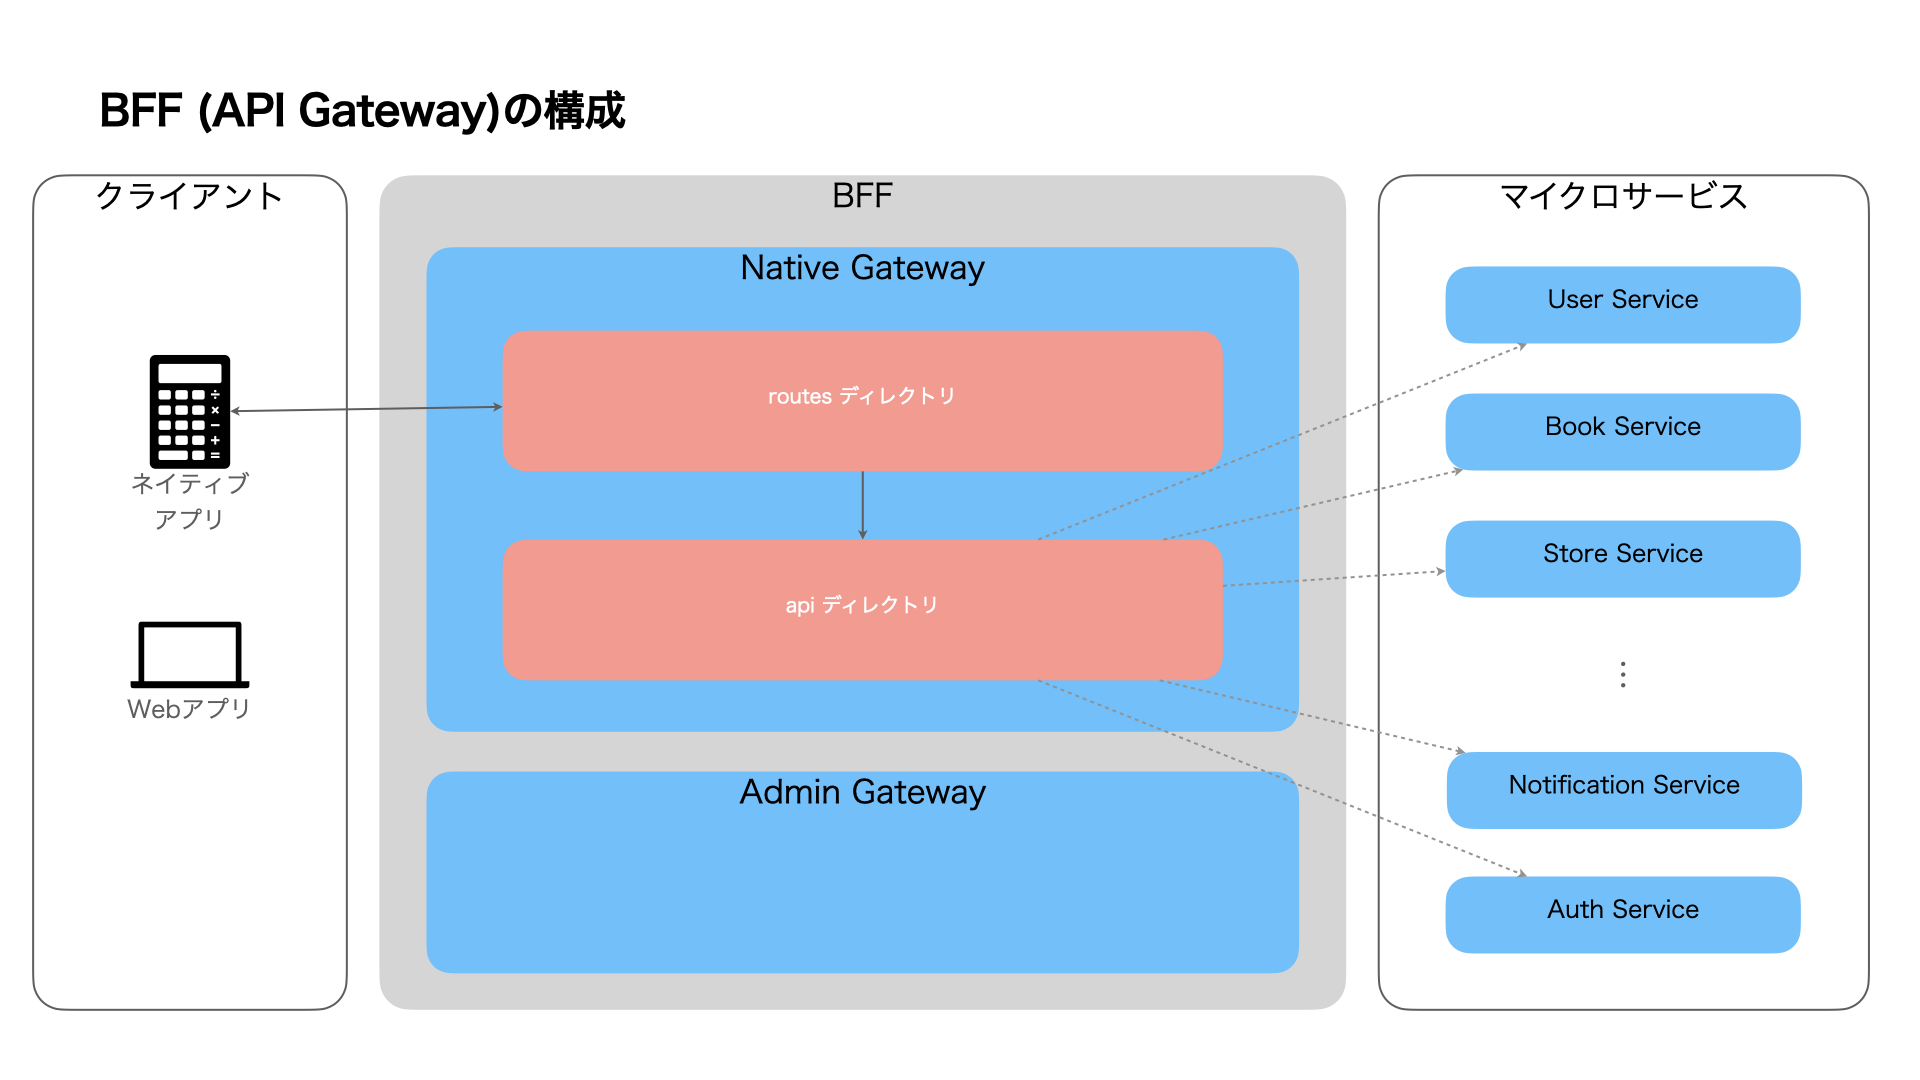 BFF (API Gateway)の構成
クライアント
ネイティブ
アプリ
Webアプリ
BFF
Native Gateway
routes ディレクトリ
api ディレクトリ
Admin Gateway
マイクロサービス
User Service
Book Service
Store Service
⋮
Notification Service
Auth Service